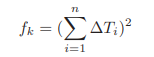 f_k = (\sum_{i=1}^{n} \Delta T_i)^2